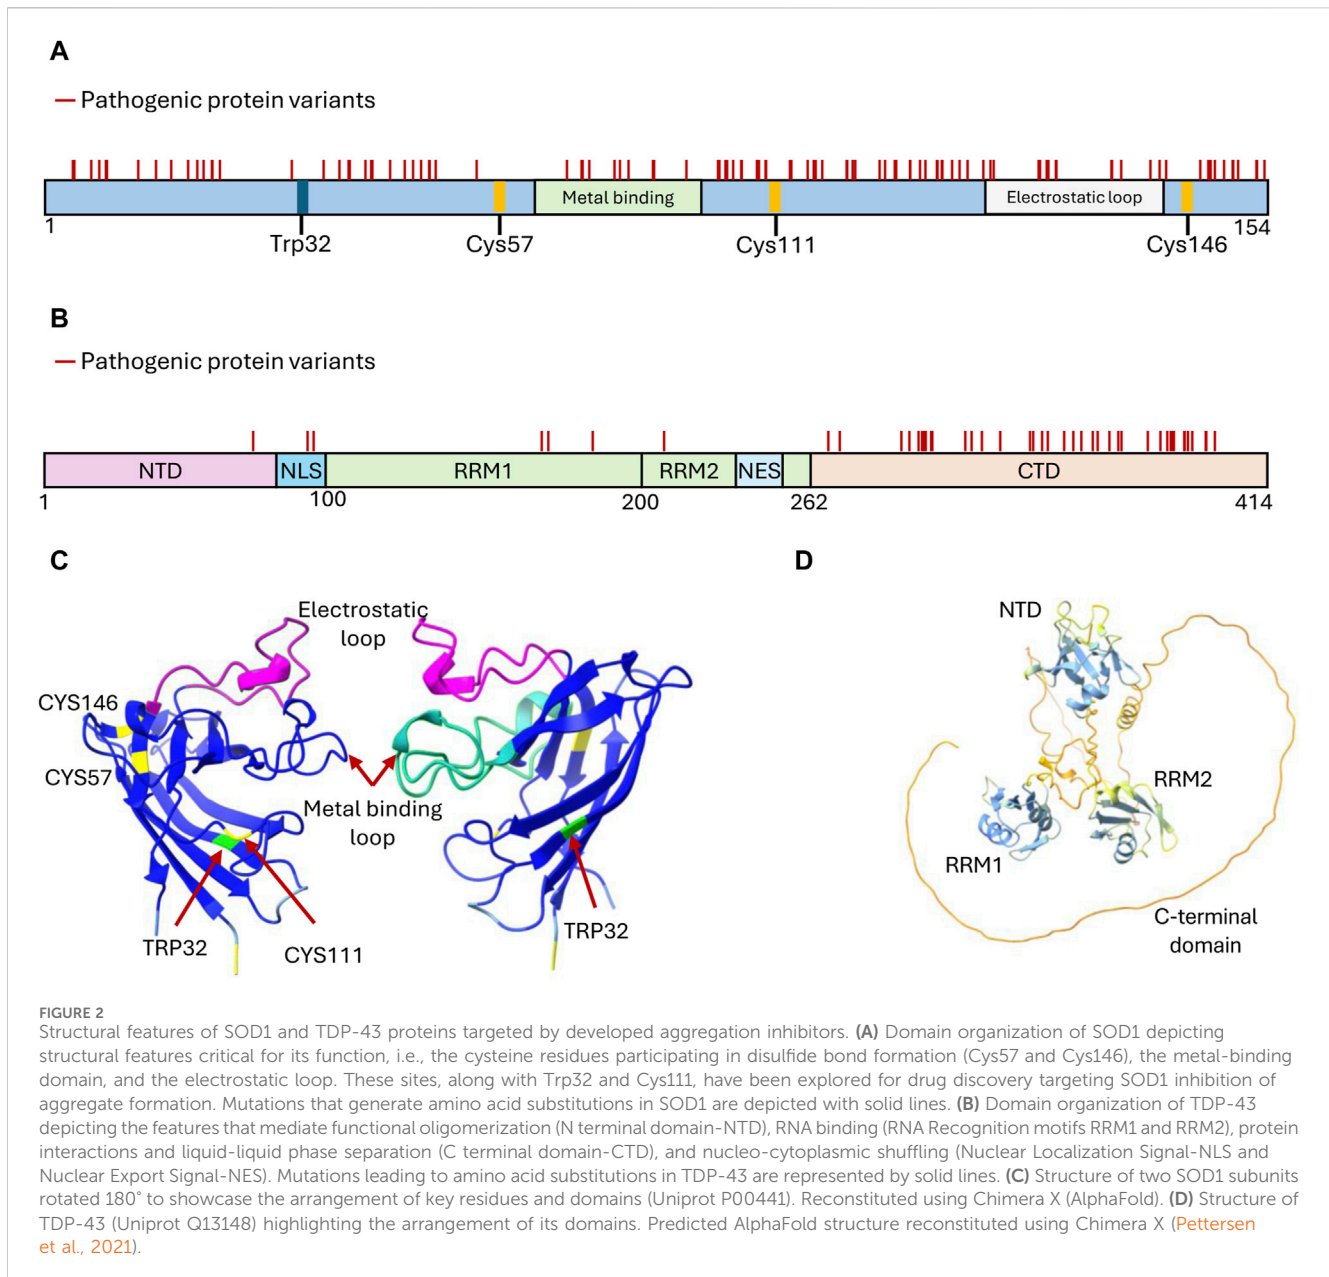 A
Pathogenic protein variants
Metal binding
Electrostatic loop
1
154
Trp32
Cys57
Cys111
Cys146
B
Pathogenic protein variants
NTD
NLS
RRM1
RRM2
NES
CTD
1
100
200
262
414
C
Electrostatic
loop
CYS146
CYS57
Metal binding
loop
TRP32
CYS111
TRP32
D
NTD
RRM2
RRM1
C-terminal
domain
FIGURE 2
Structural features of SOD1 and TDP-43 proteins targeted by developed aggregation inhibitors. (A) Domain organization of SOD1 depicting
structural features critical for its function, i.e., the cysteine residues participating in disulfide bond formation (Cys57 and Cys146), the metal-binding
domain, and the electrostatic loop. These sites, along with Trp32 and Cys111, have been explored for drug discovery targeting SOD1 inhibition of
aggregate formation. Mutations that generate amino acid substitutions in SOD1 are depicted with solid lines. (B) Domain organization of TDP-43
depicting the features that mediate functional oligomerization (N terminal domain-NTD), RNA binding (RNA Recognition motifs RRM1 and RRM2), protein
interactions and liquid-liquid phase separation (C terminal domain-CTD), and nucleo-cytoplasmic shuffling (Nuclear Localization Signal-NLS and
Nuclear Export Signal-NES). Mutations leading to amino acid substitutions in TDP-43 are represented by solid lines. (C) Structure of two SOD1 subunits
rotated 180° to showcase the arrangement of key residues and domains (Uniprot P00441). Reconstituted using Chimera X (AlphaFold). (D) Structure of
TDP-43 (Uniprot Q13148) highlighting the arrangement of its domains. Predicted AlphaFold structure reconstituted using Chimera X (Pettersen
et al., 2021).